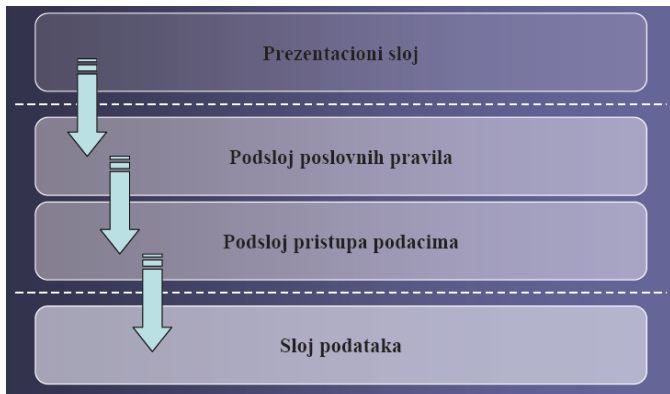 Prezentacioni sloj
Podsloj poslovnih pravila
Podsloj pristupa podacima
Sloj podataka